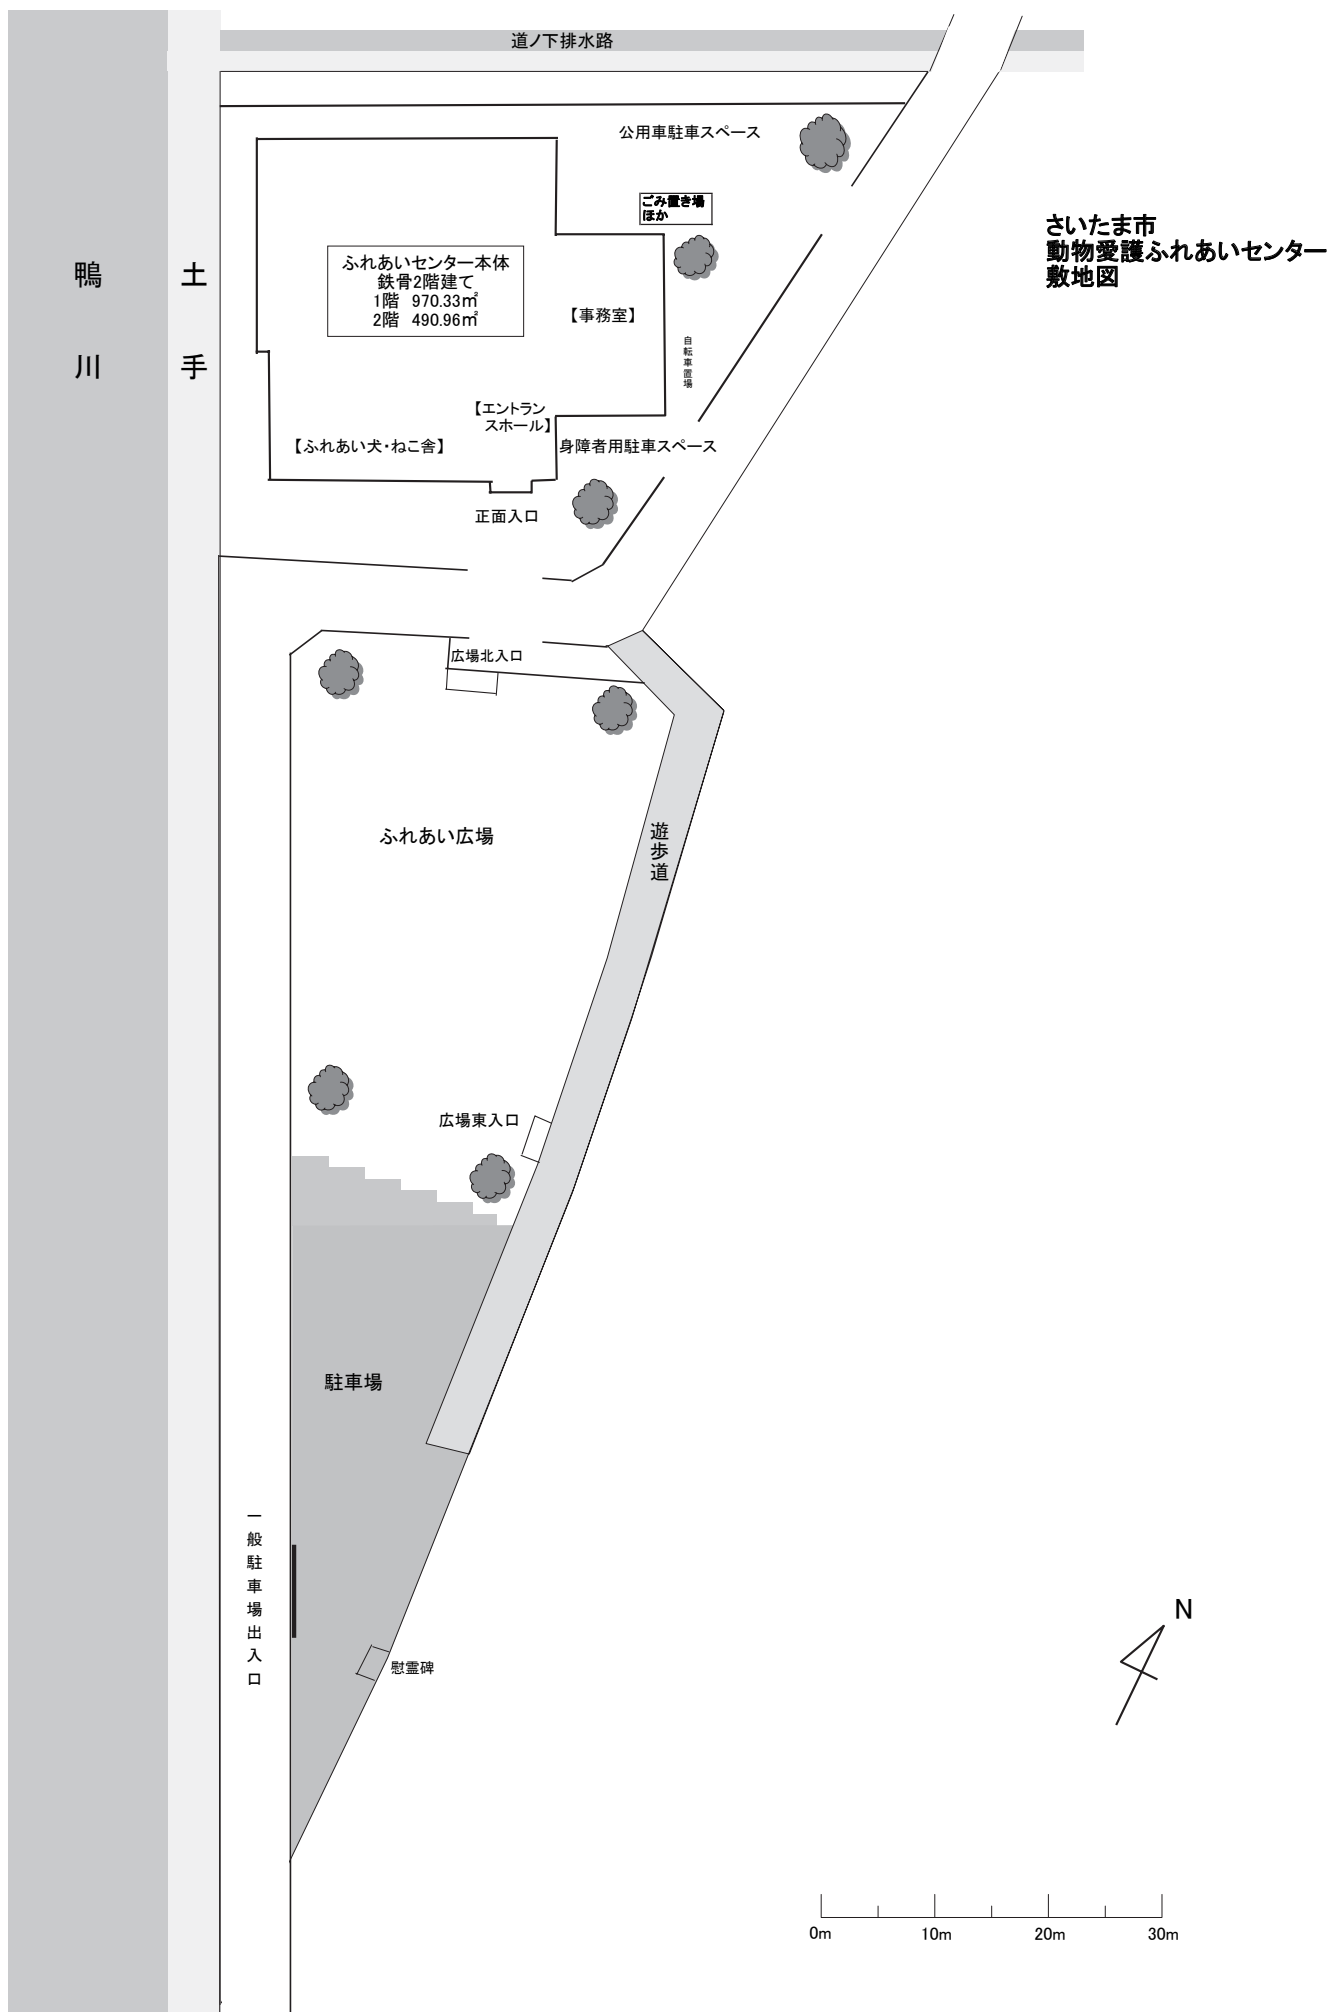 道ノ下排水路
公用車駐車スペース
ごみ置き場
ほか
さいたま市
動物愛護ふれあいセンター
敷地図
鴨川
土手
ふれあいセンター本体
鉄骨2階建て
1階 970.33㎡
2階 490.96㎡
【事務室】
自転車置場
【エントラン
スホール】
【ふれあい犬・ねこ舎】
身障者用駐車スペース
正面入口
広場北入口
ふれあい広場
遊歩道
広場東入口
駐車場
一般駐車場出入口
慰霊碑
N
0m 10m 20m 30m